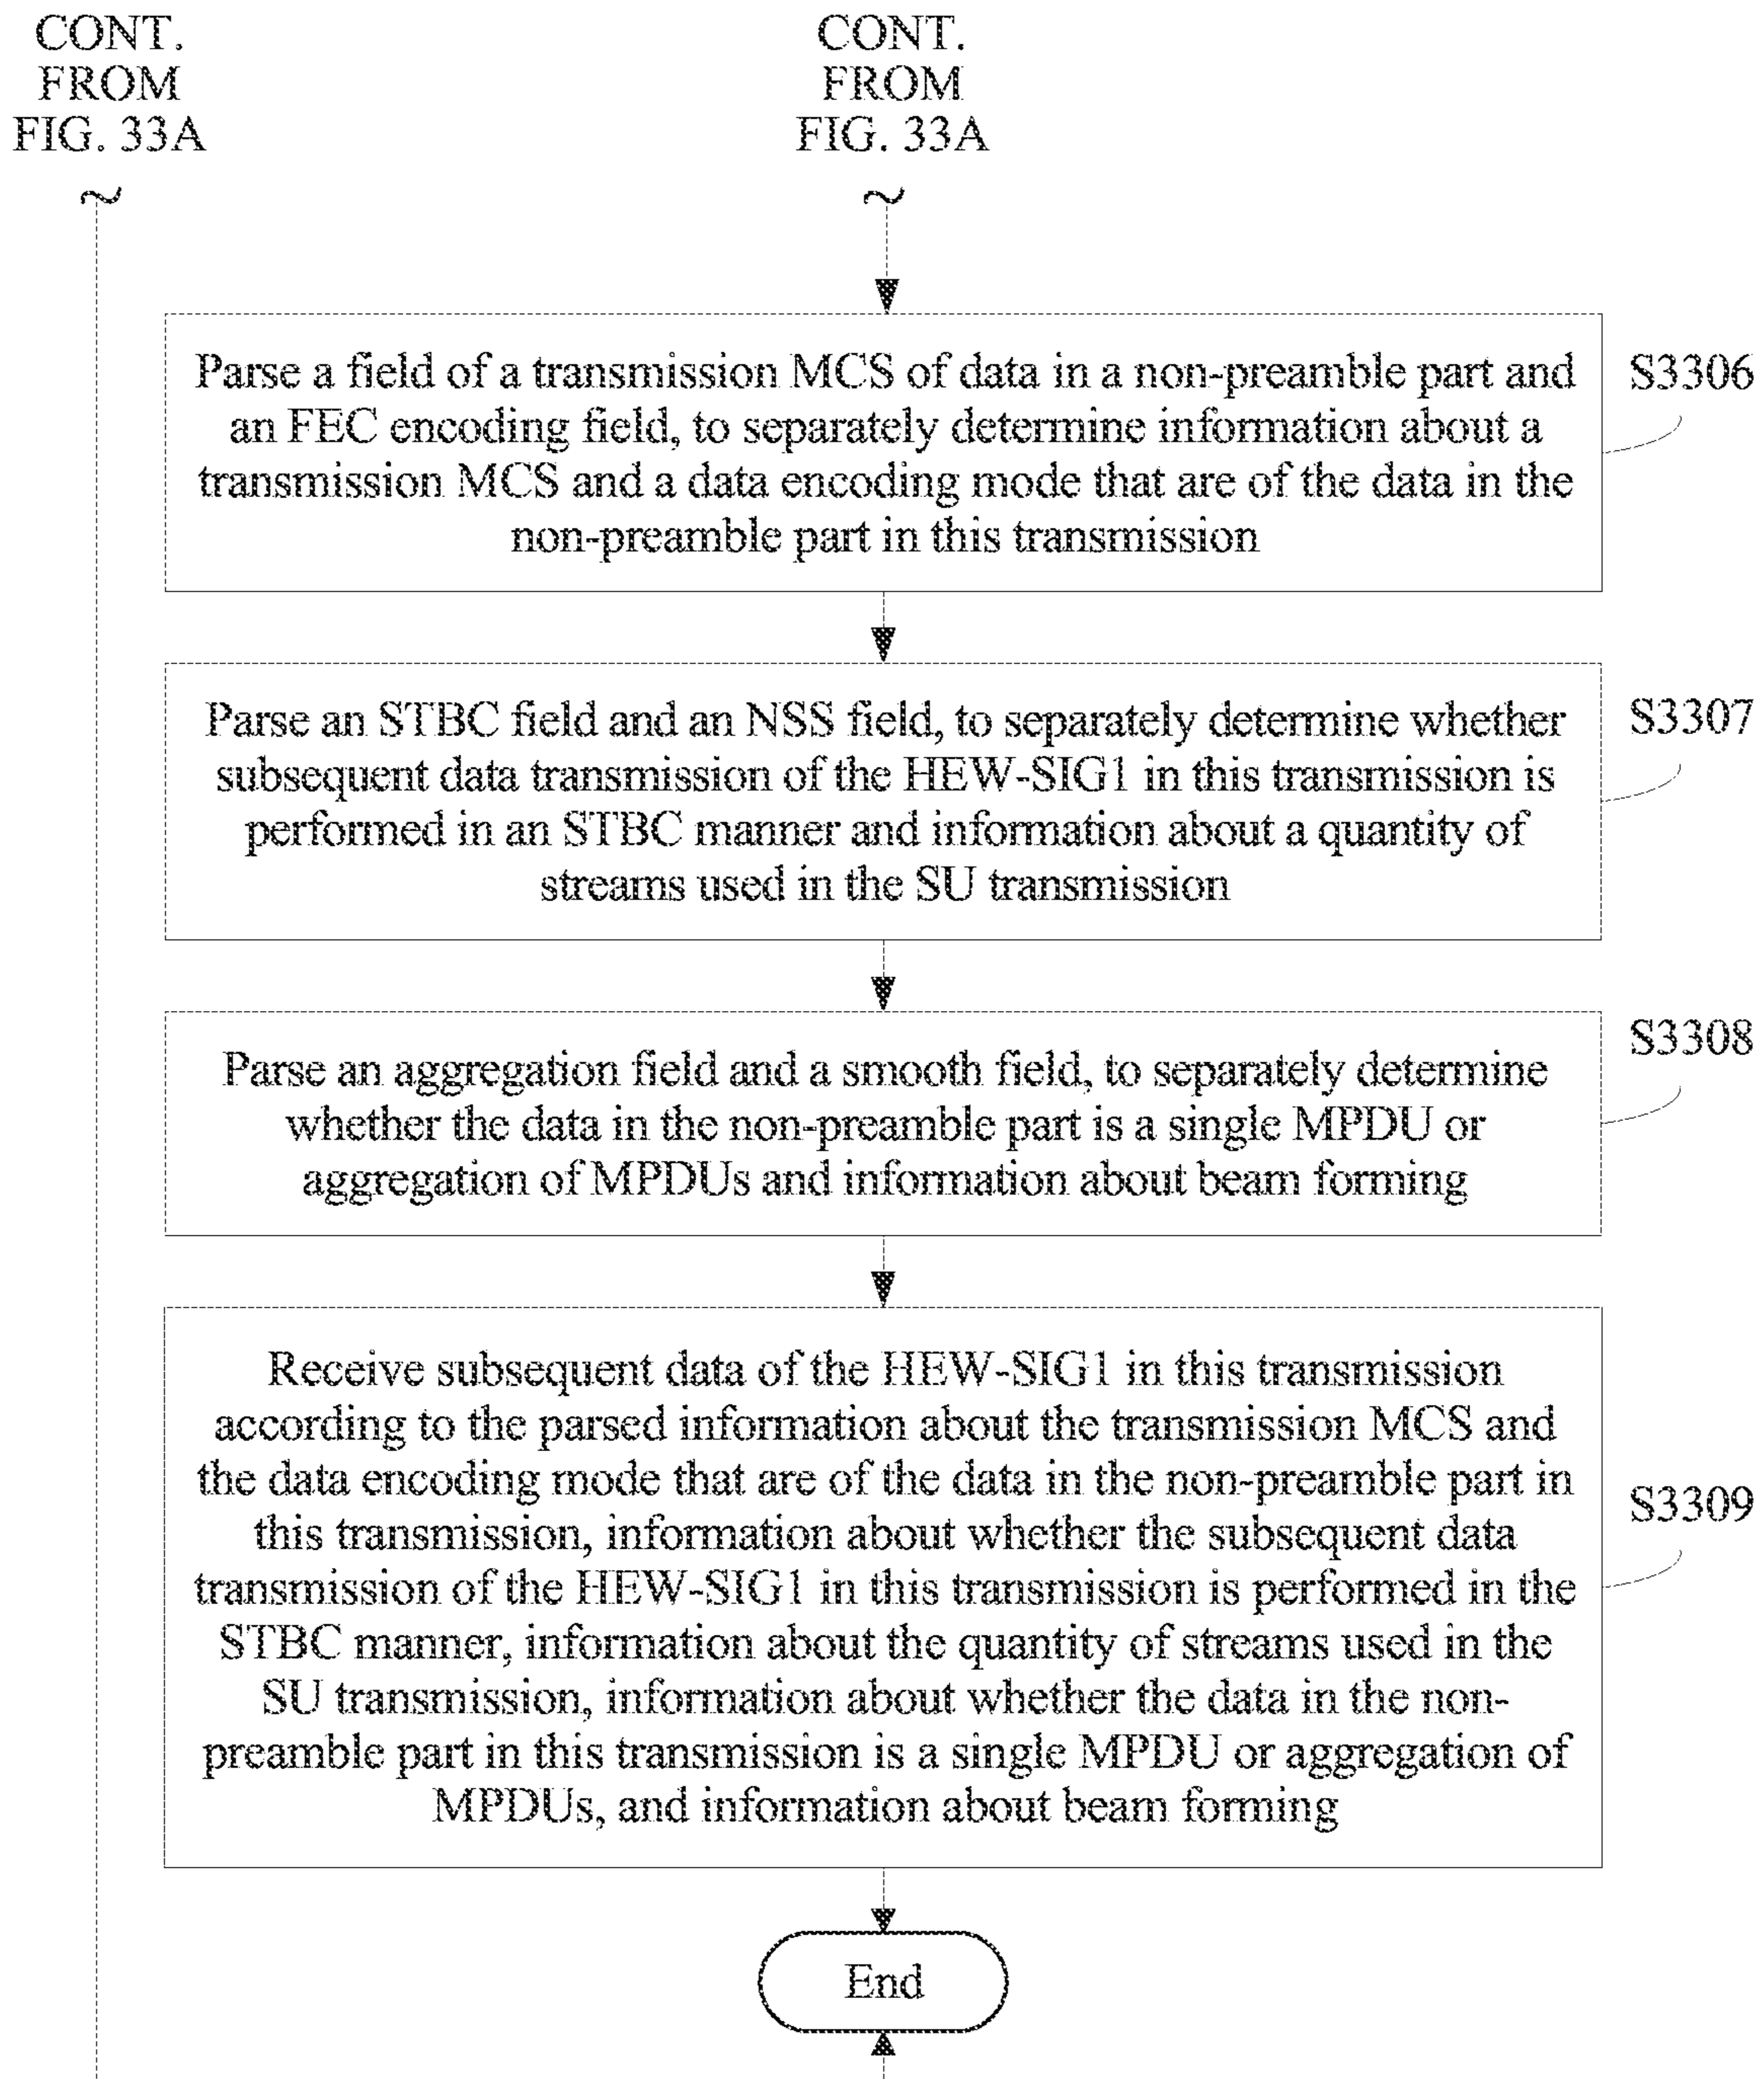 CONT.
FROM
FIG. 33A
CONT.
FROM
FIG. 33A
Parse a field of a transmission MCS of data in a non-preamble part and
an FEC encoding field, to separately determine information about a
transmission MCS and a data encoding mode that are of the data in the
non-preamble part in this transmission
S3306
Parse an STBC field and an NSS field, to separately determine whether
subsequent data transmission of the HEW-SIG1 in this transmission is
performed in an STBC manner and information about a quantity of
streams used in the SU transmission
S3307
Parse an aggregation field and a smooth field, to separately determine
whether the data in the non-preamble part is a single MPDU or
aggregation of MPDUs and information about beam forming
S3308
Receive subsequent data of the HEW-SIG1 in this transmission
according to the parsed information about the transmission MCS and
the data encoding mode that are of the data in the non-preamble part in
this transmission, information about whether the subsequent data
transmission of the HEW-SIG1 in this transmission is performed in the
STBC manner, information about the quantity of streams used in the
SU transmission, information about whether the data in the non-
preamble part in this transmission is a single MPDU or aggregation of
MPDUs, and information about beam forming
S3309
End